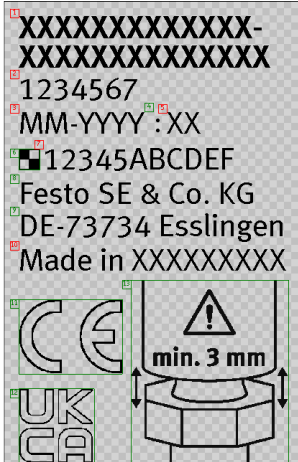 XXXXXXXXXXXXX-
XXXXXXXXXXXXXX
1234567
MM-YYYY:XX
12345ABCDEF
Festo SE & Co. KG
DE-73734 Esslingen
Made in XXXXXXXXX
CE
min. 3 mm
UK
CA